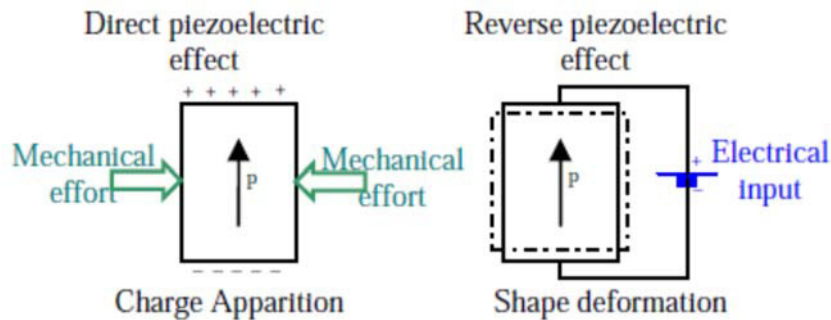 Direct piezoelectric
effect
+ + + + +
Mechanical
effort
P
Mechanical
effort
_ _ _ _ _
Charge Apparition
Reverse piezoelectric
effect
P
+
Electrical
input
−
Shape deformation